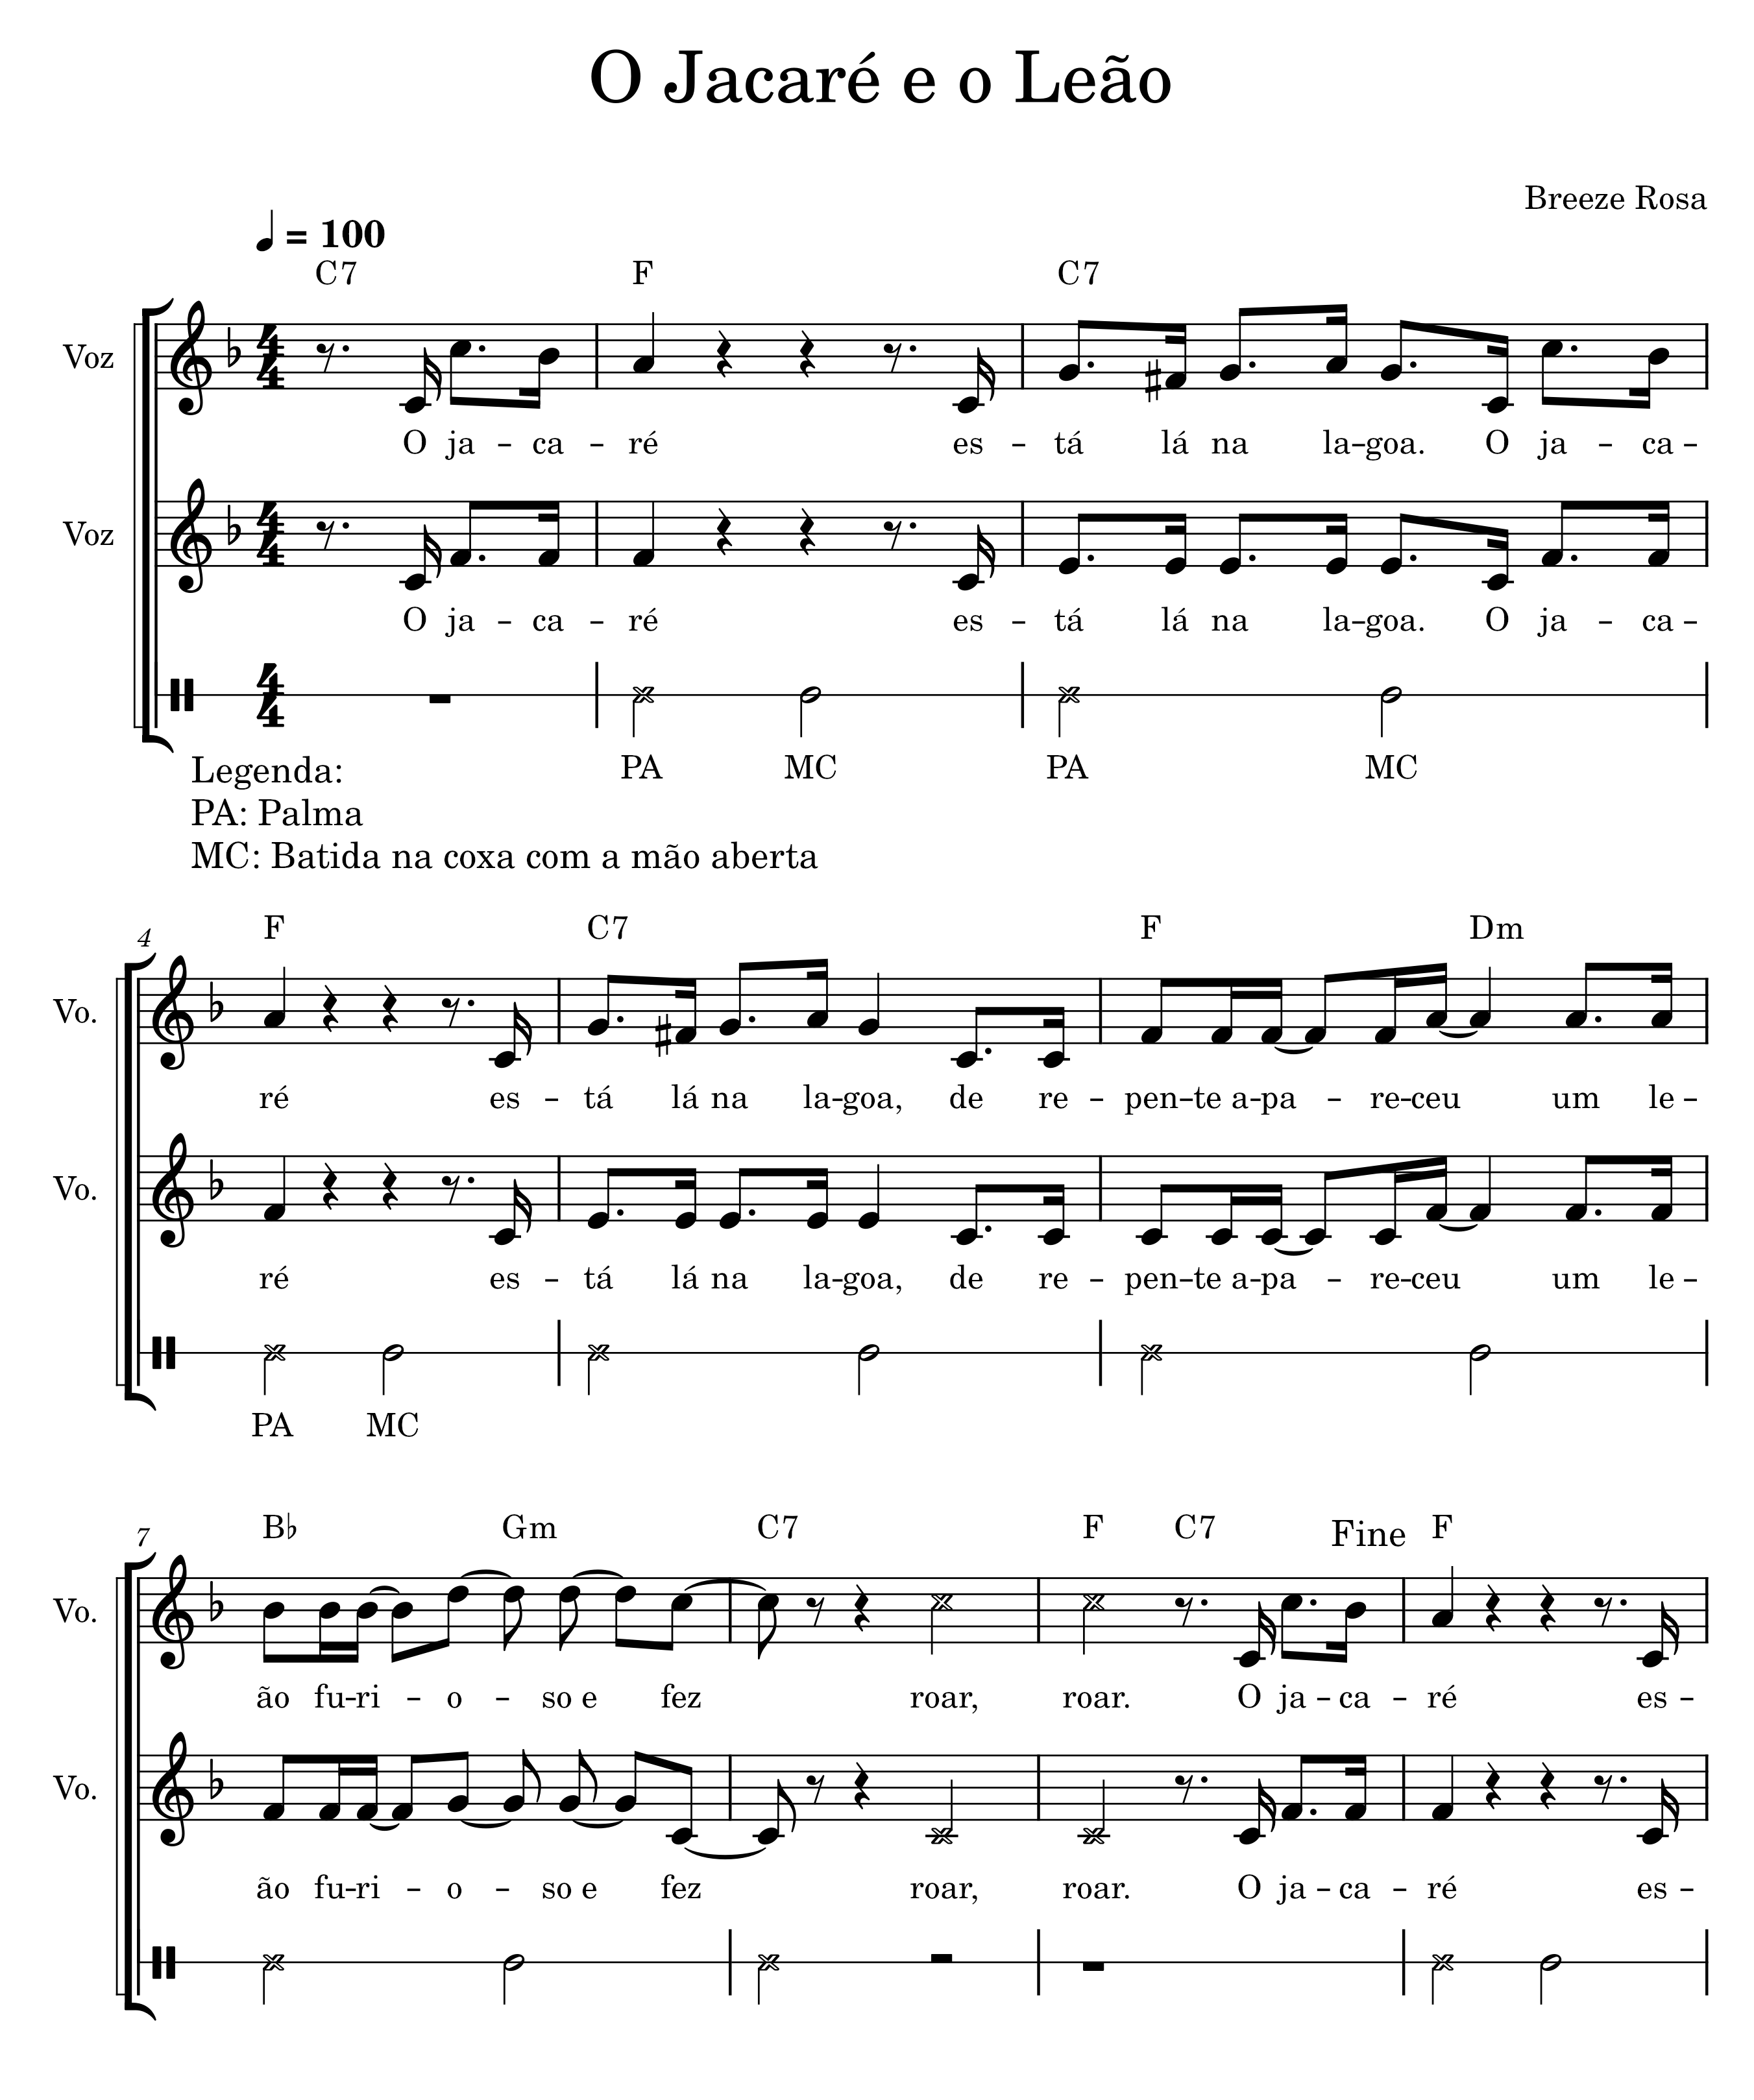 O Jacaré e o Leão
Breeze Rosa
= 100
C7 F C7
Voz
O ja – ca – ré es – tá lá na la – goa. O ja – ca –
Voz
O ja – ca – ré es – tá lá na la – goa. O ja – ca –
PA MC PA MC
Legenda:
PA: Palma
MC: Batida na coxa com a mão aberta
4 F C7 F Dm
Vo.
ré es – tá lá na la – goa, de re – pen – te a – pa – re – ceu um le –
Vo.
ré es – tá lá na la – goa, de re – pen – te a – pa – re – ceu um le –
PA MC
7 B♭ Gm C7 F C7 Fine F
Vo.
ão fu – ri – o – so e fez roar, roar. O ja – ca – ré es –
Vo.
ão fu – ri – o – so e fez roar, roar. O ja – ca – ré es –